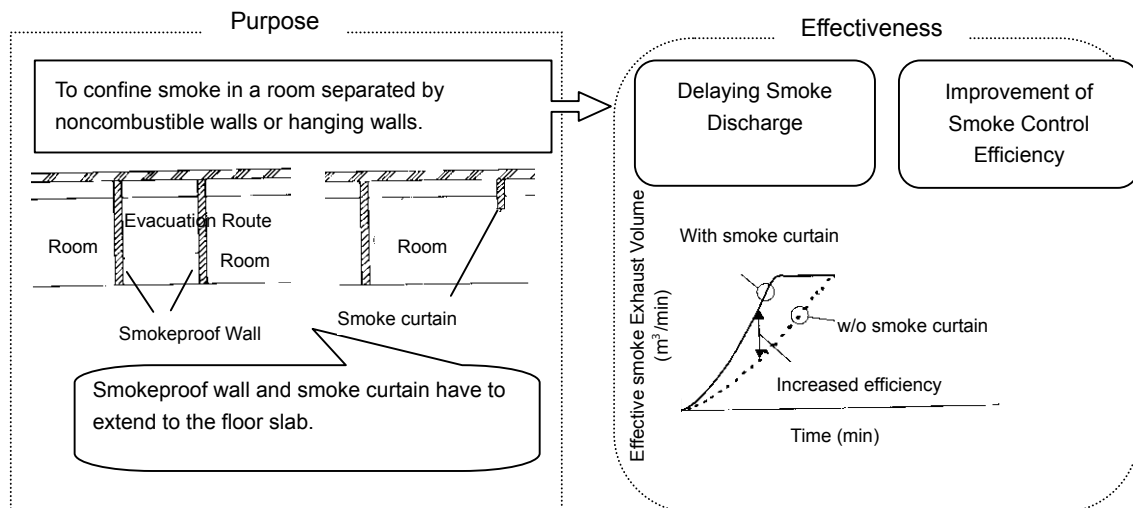 Purpose
To confine smoke in a room separated by
noncombustible walls or hanging walls.
Evacuation Route
Room
Room
Room
Smokeproof Wall
Smoke curtain
Smokeproof wall and smoke curtain have to
extend to the floor slab.
Effectiveness
Delaying Smoke
Discharge
Improvement of
Smoke Control
Efficiency
Effective smoke Exhaust Volume
(m³/min)
With smoke curtain
w/o smoke curtain
Increased efficiency
Time (min)